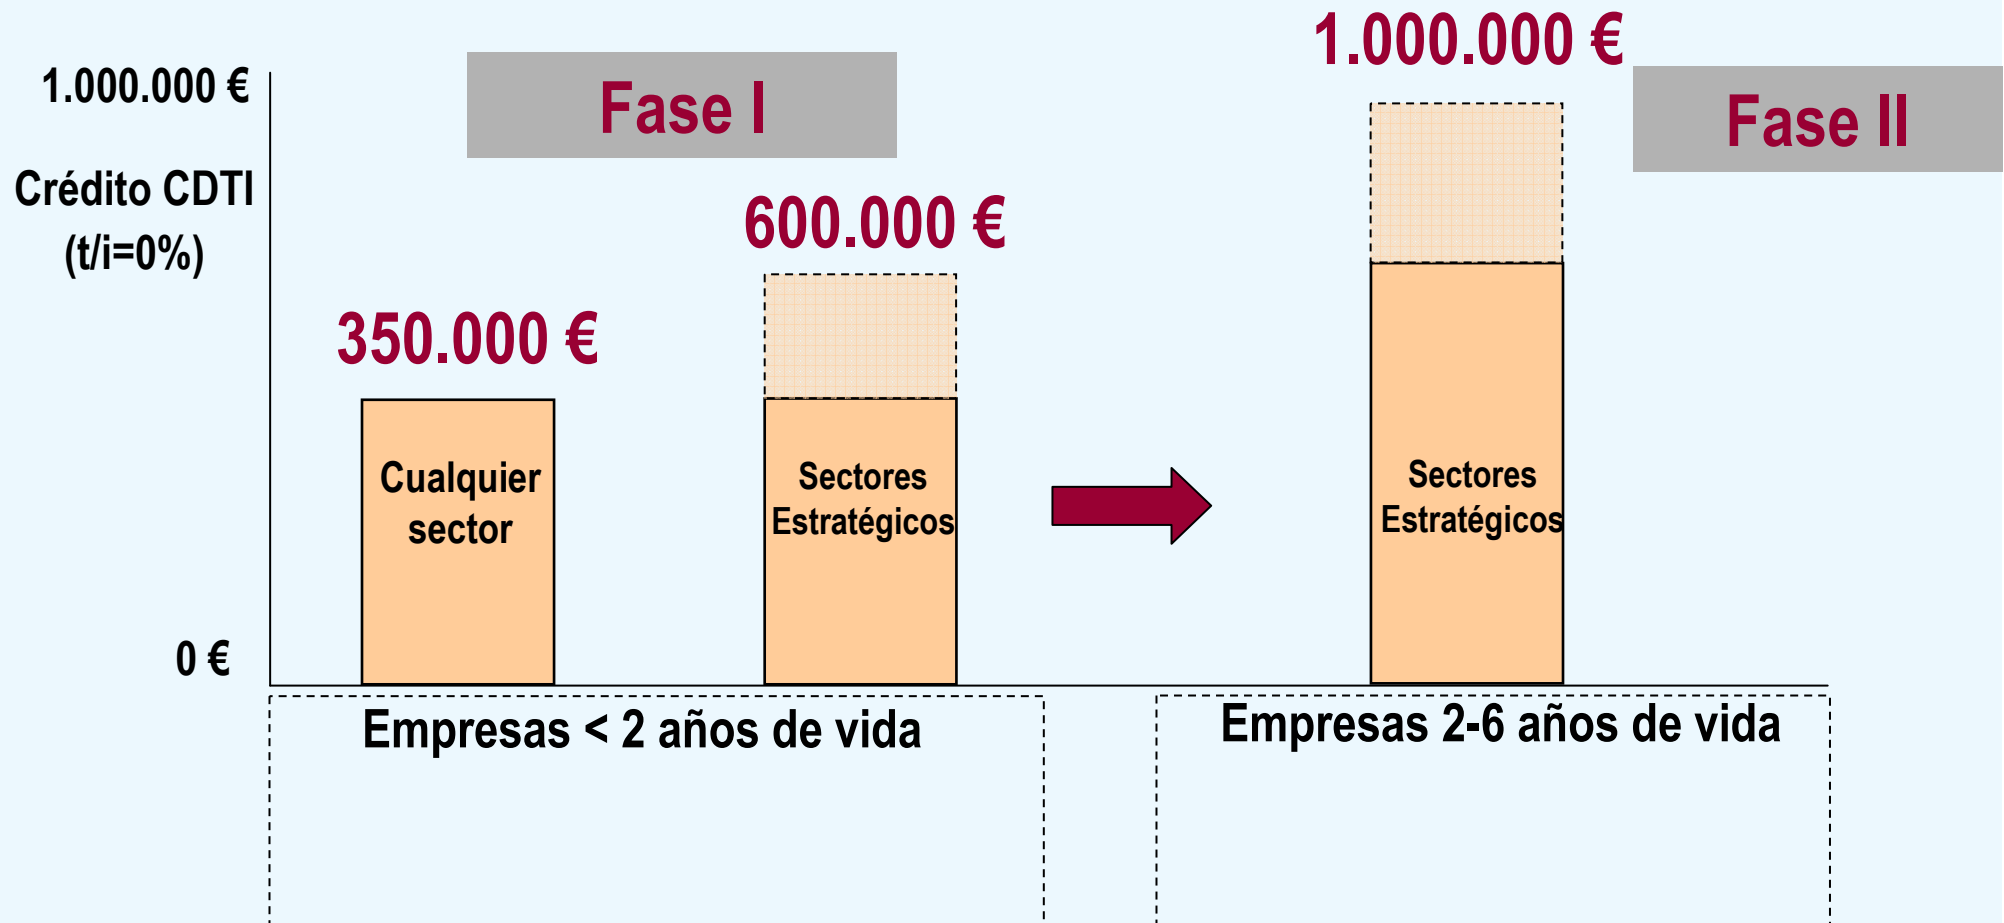 1.000.000 €
1.000.000 €
Fase I
Fase II
Crédito CDTI
(t/i=0%)
600.000 €
350.000 €
Cualquier
sector
Sectores
Estratégicos
Sectores
Estratégicos
0 €
Empresas < 2 años de vida
Empresas 2-6 años de vida